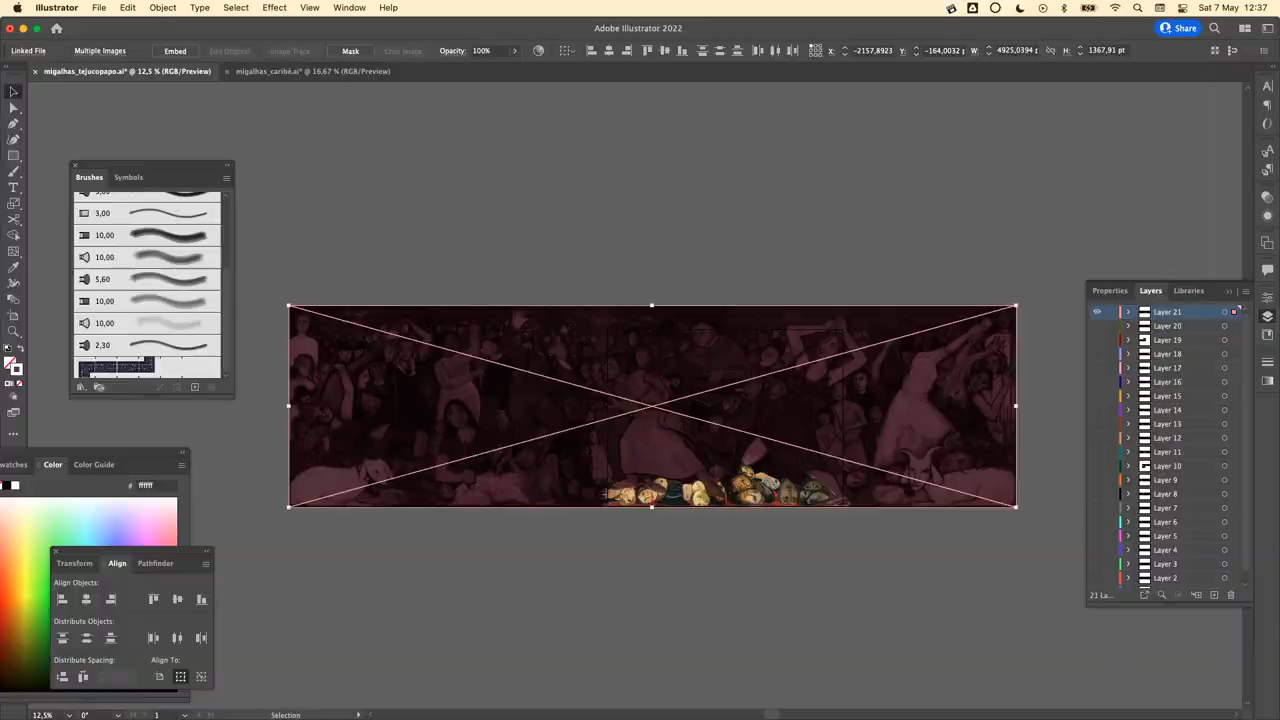 Illustrator File Edit Object Type Select Effect View Window Help Sat 7 May 12:37
Adobe Illustrator 2022 Share
Linked File Multiple Images Embed Edit Original Image Trace Mask Crop Image Opacity: 100% X: -2157,8923 Y: -164,0032 p W: 4925,0394 p H: 1367,91 pt
migalhas_tejucopapo.ai* @ 12,5 % (RGB/Preview) migalhas_caribé.ai* @ 16,67 % (RGB/Preview)
Brushes Symbols
3,00
10,00
10,00
5,60
10,00
10,00
2,30
Properties Layers Libraries
Layer 21
Layer 20
Layer 19
Layer 18
Layer 17
Layer 16
Layer 15
Layer 14
Layer 13
Layer 12
Layer 11
Layer 10
Layer 9
Layer 8
Layer 7
Layer 6
Layer 5
Layer 4
Layer 3
Layer 2
21 La...
watches Color Color Guide
# ffffff
Transform Align Pathfinder
Align Objects:
Distribute Objects:
Distribute Spacing: Align To:
12,5% 0° 1 Selection